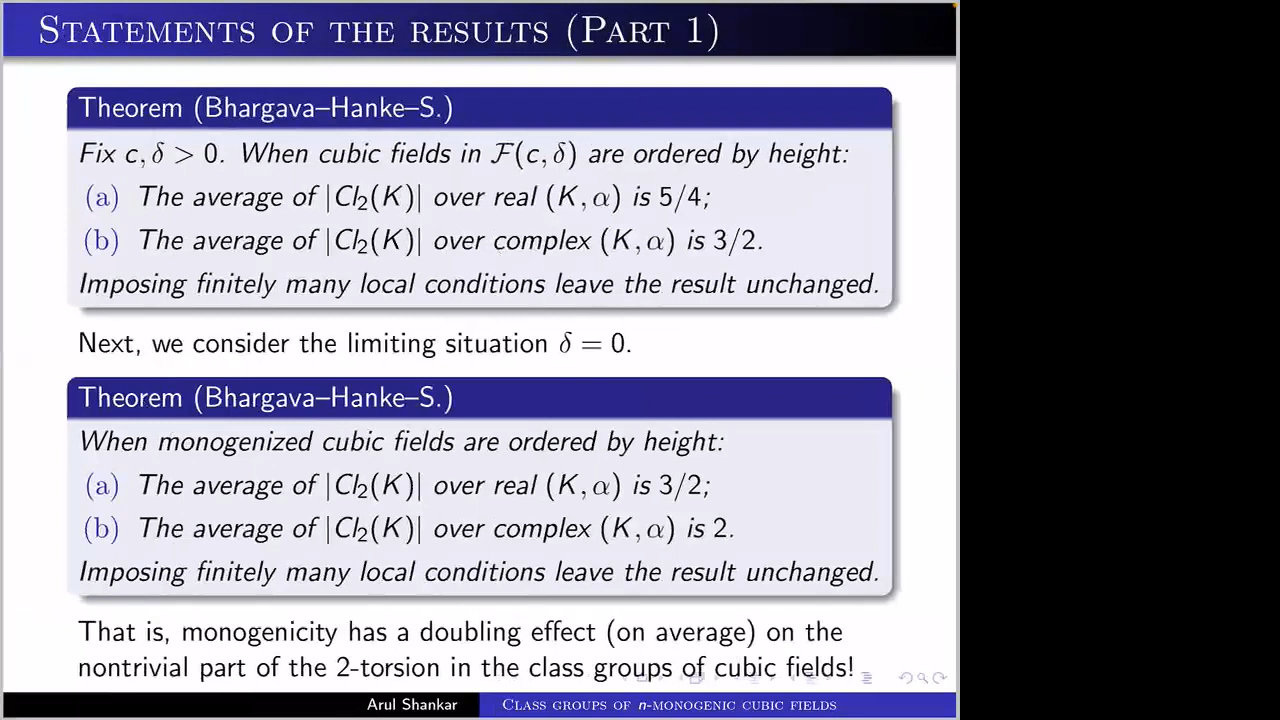 Statements of the results (Part 1)
Theorem (Bhargava–Hanke–S.)
Fix c, δ > 0. When cubic fields in ℱ(c, δ) are ordered by height:
(a) The average of |Cl₂(K)| over real (K, α) is 5/4;
(b) The average of |Cl₂(K)| over complex (K, α) is 3/2.
Imposing finitely many local conditions leave the result unchanged.
Next, we consider the limiting situation δ = 0.
Theorem (Bhargava–Hanke–S.)
When monogenized cubic fields are ordered by height:
(a) The average of |Cl₂(K)| over real (K, α) is 3/2;
(b) The average of |Cl₂(K)| over complex (K, α) is 2.
Imposing finitely many local conditions leave the result unchanged.
That is, monogenicity has a doubling effect (on average) on the
nontrivial part of the 2-torsion in the class groups of cubic fields!
Arul Shankar Class groups of n-monogenic cubic fields